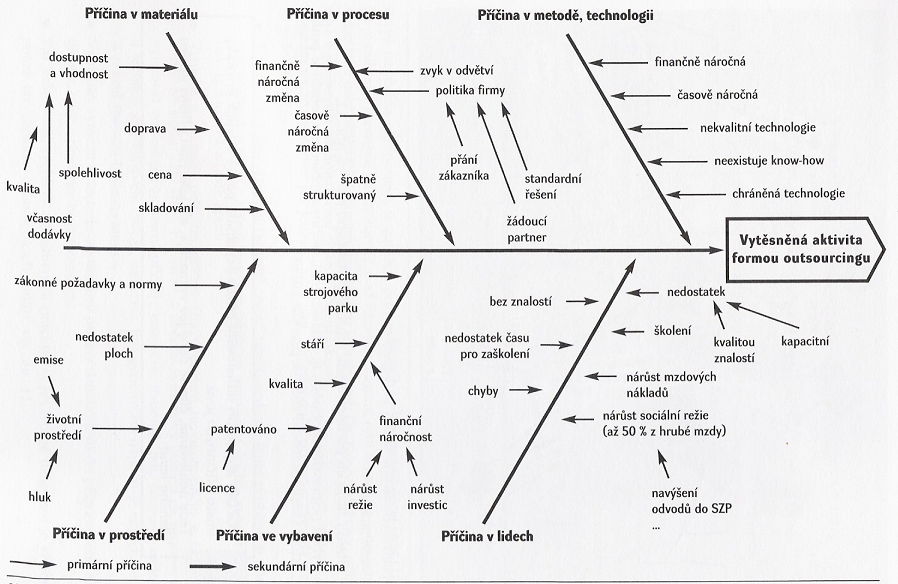 Příčina v materiálu
Příčina v procesu
Příčina v metodě, technologii
dostupnost
a vhodnost
doprava
cena
skladování
spolehlivost
kvalita
včasnost
dodávky
finančně
náročná
změna
časově
náročná
změna
špatně
strukturovaný
zvyk v odvětví
politika firmy
přání
zákazníka
standardní
řešení
žádoucí
partner
finančně náročná
časově náročná
nekvalitní technologie
neexistuje know-how
chráněná technologie
Vytěsněná aktivita
formou outsourcingu
zákonné požadavky a normy
nedostatek
ploch
emise
životní
prostředí
hluk
kapacita
strojového
parku
stáří
kvalita
patentováno
licence
finanční
náročnost
nárůst
režie
nárůst
investic
bez znalostí
nedostatek času
pro zaškolení
chyby
nedostatek
kvalitou
znalostí
kapacitní
školení
nárůst mzdových
nákladů
nárůst sociální režie
(až 50 % z hrubé mzdy)
navýšení
odvodů do SZP
...
Příčina v prostředí
Příčina ve vybavení
Příčina v lidech
primární příčina
sekundární příčina